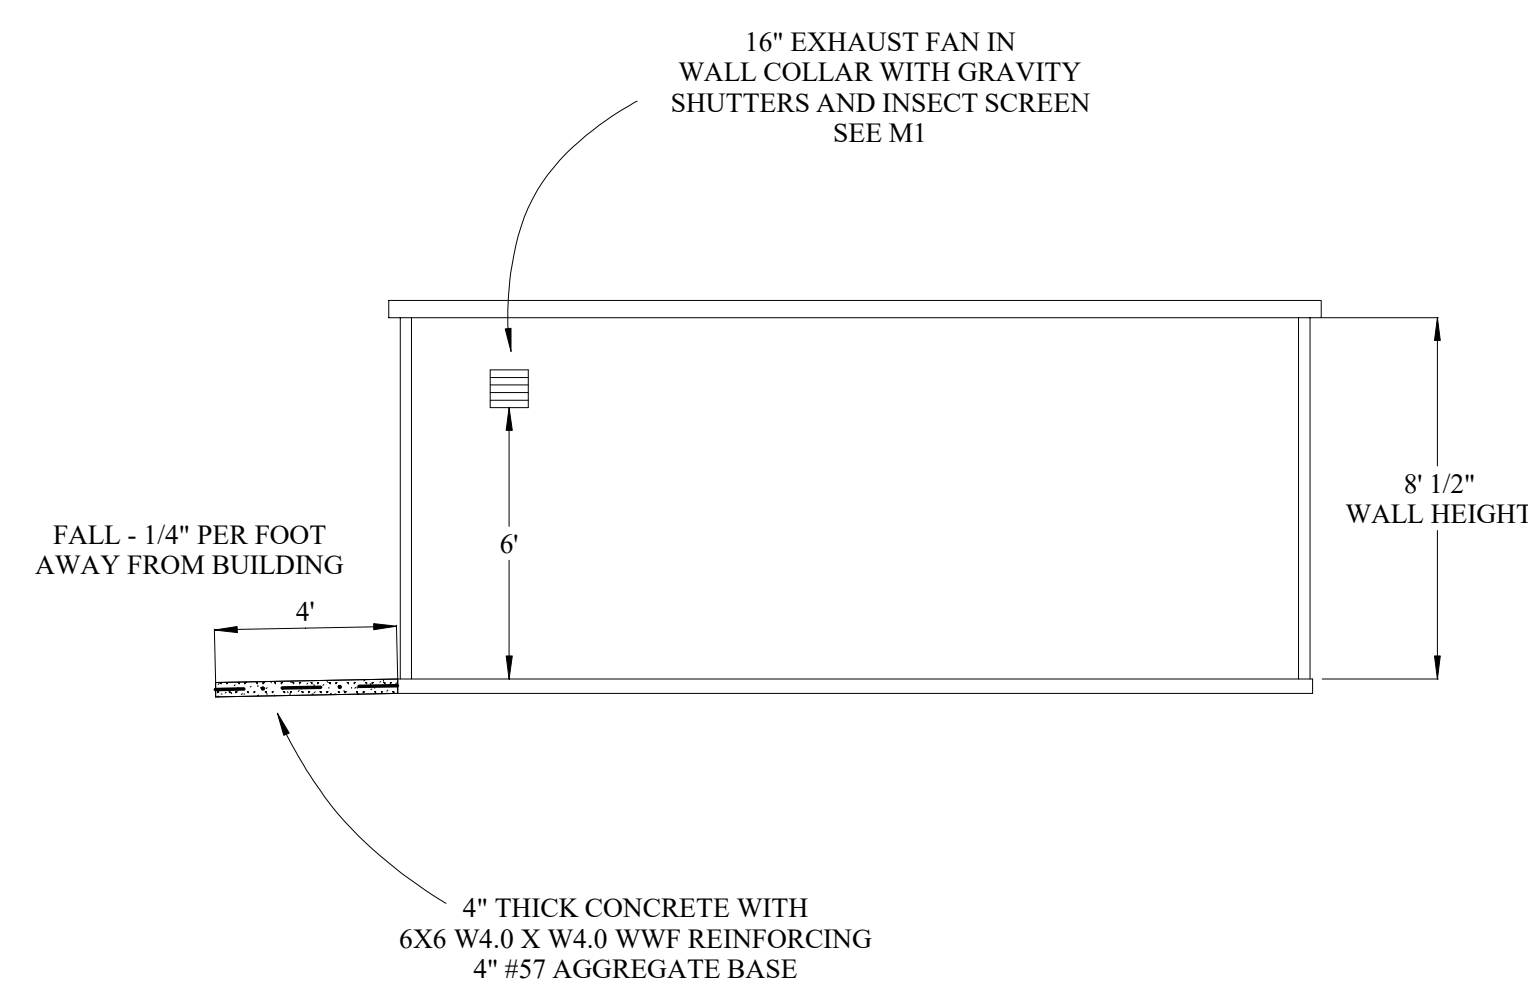 16" EXHAUST FAN IN
WALL COLLAR WITH GRAVITY
SHUTTERS AND INSECT SCREEN
SEE M1
8' 1/2"
WALL HEIGHT
FALL - 1/4" PER FOOT
AWAY FROM BUILDING
6'
4'
4" THICK CONCRETE WITH
6X6 W4.0 X W4.0 WWF REINFORCING
4" #57 AGGREGATE BASE